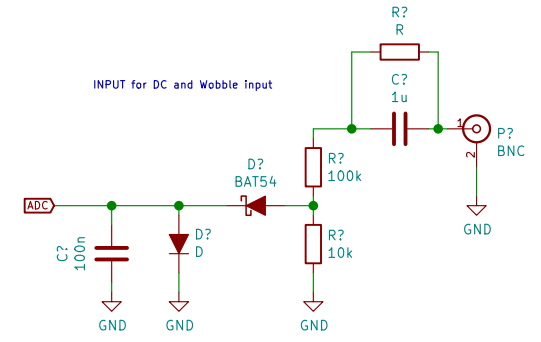 R?
R
INPUT for DC and Wobble input
C?
1u
1
P?
BNC
2
D?
BAT54
R?
100k
ADC
GND
C?
100n
D?
D
R?
10k
GND
GND
GND